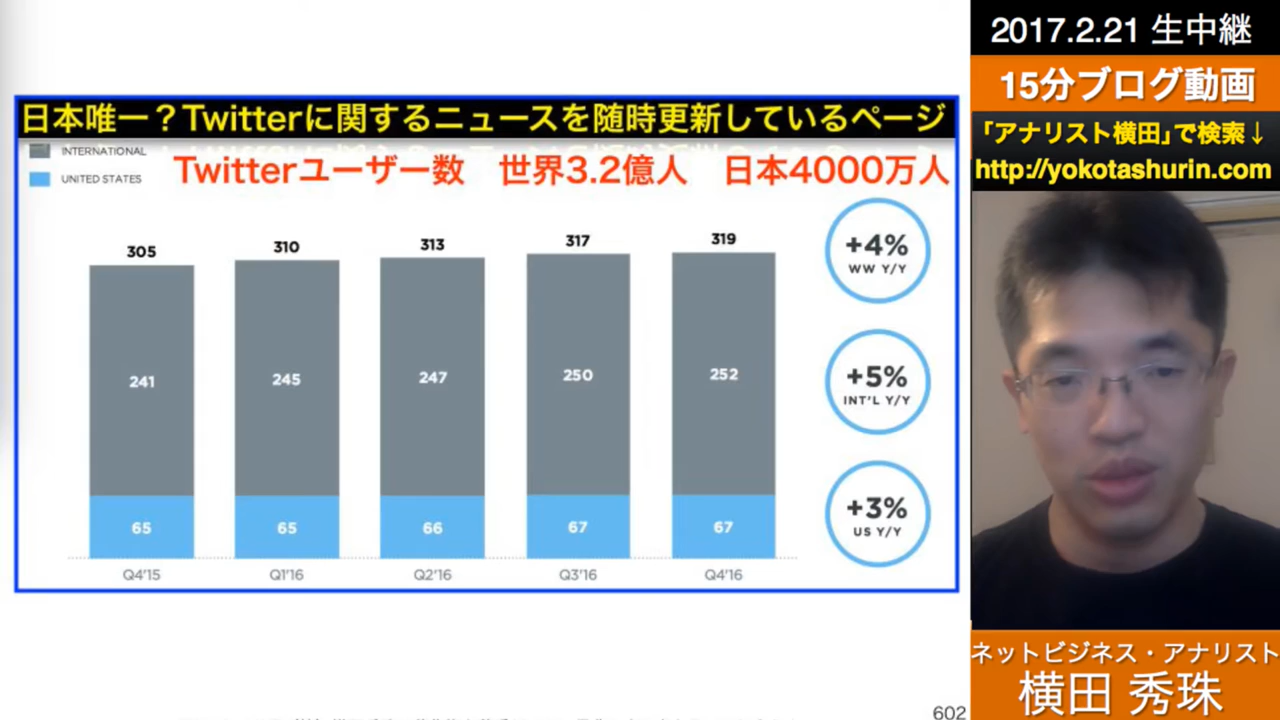 日本唯一？Twitterに関するニュースを随時更新しているページ
INTERNATIONAL
UNITED STATES
Twitterユーザー数 世界3.2億人 日本4000万人
305 310 313 317 319
241 245 247 250 252
65 65 66 67 67
Q4'15 Q1'16 Q2'16 Q3'16 Q4'16
+4%
WW Y/Y
+5%
INT'L Y/Y
+3%
US Y/Y
602
2017.2.21 生中継
15分ブログ動画
「アナリスト横田」で検索↓
http://yokotashurin.com
ネットビジネス・アナリスト
横田 秀珠